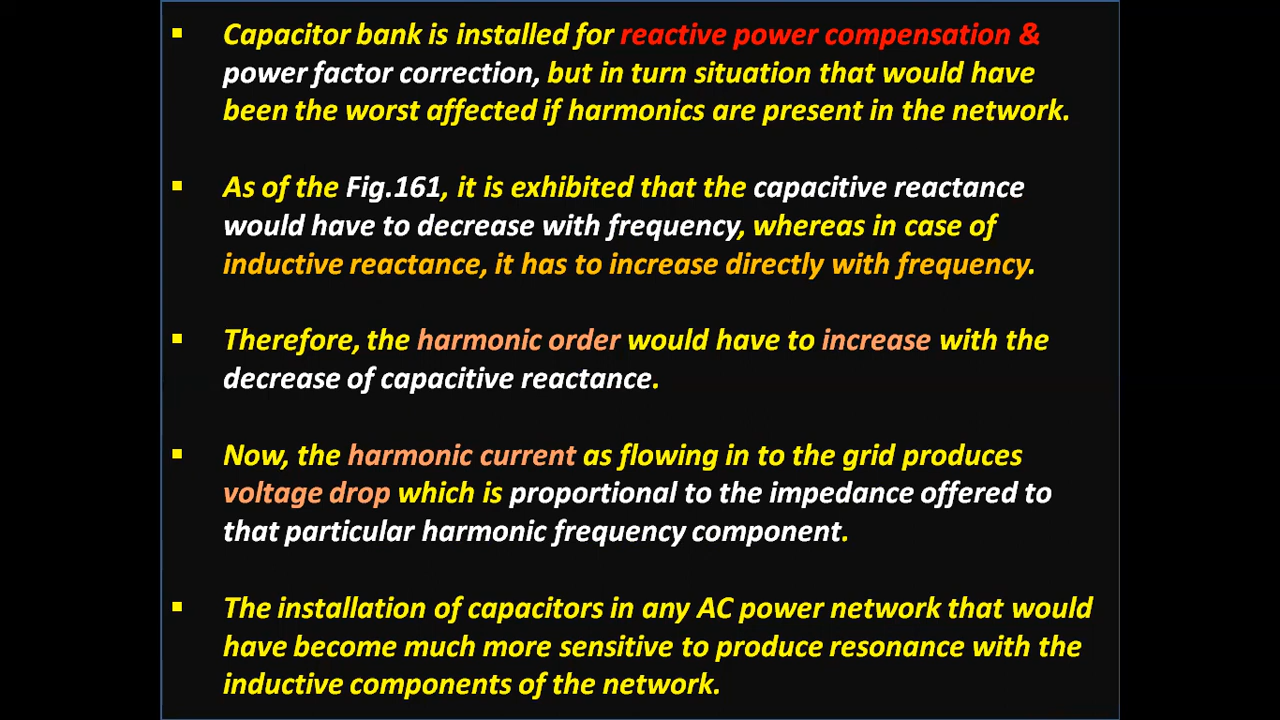 ▪ Capacitor bank is installed for reactive power compensation &
power factor correction, but in turn situation that would have
been the worst affected if harmonics are present in the network.
▪ As of the Fig.161, it is exhibited that the capacitive reactance
would have to decrease with frequency, whereas in case of
inductive reactance, it has to increase directly with frequency.
▪ Therefore, the harmonic order would have to increase with the
decrease of capacitive reactance.
▪ Now, the harmonic current as flowing in to the grid produces
voltage drop which is proportional to the impedance offered to
that particular harmonic frequency component.
▪ The installation of capacitors in any AC power network that would
have become much more sensitive to produce resonance with the
inductive components of the network.